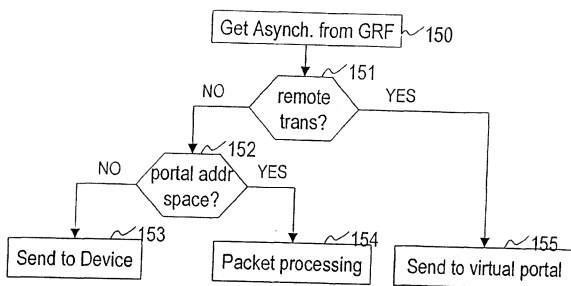 Get Asynch. from GRF
150
151
NO
remote
trans?
YES
152
NO
portal addr
space?
YES
153
154
155
Send to Device
Packet processing
Send to virtual portal